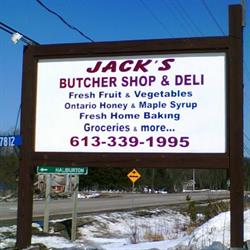 JACK'S
BUTCHER SHOP & DELI
Fresh Fruit & Vegetables
Ontario Honey & Maple Syrup
Fresh Home Baking
Groceries & more...
613-339-1995
7812
HALIBURTON